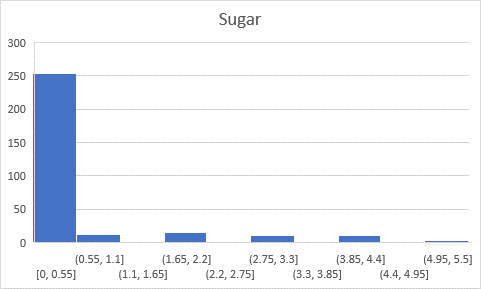 Sugar
300
250
200
150
100
50
0
(0.55, 1.1] (1.65, 2.2] (2.75, 3.3] (3.85, 4.4] (4.95, 5.5]
[0, 0.55] (1.1, 1.65] (2.2, 2.75] (3.3, 3.85] (4.4, 4.95]